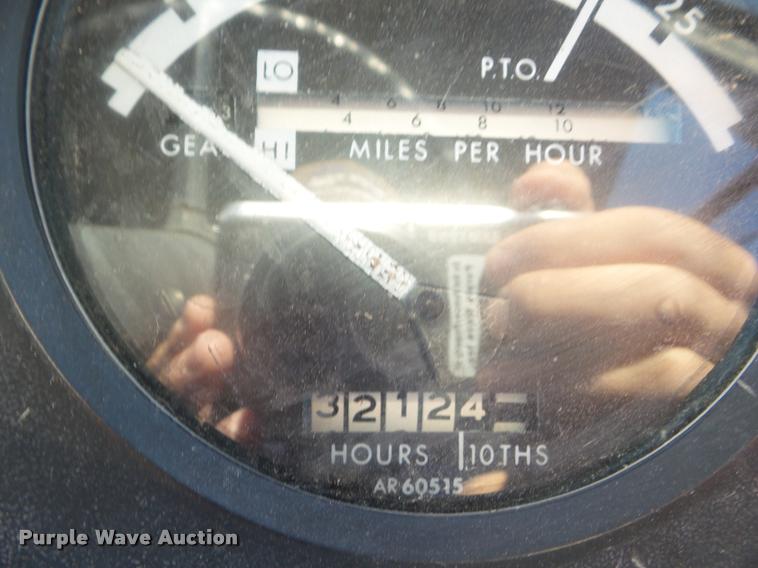 25
LO
P.T.O.
4 6 8 10 12
3
4 6 8 10
HI
MILES PER HOUR
32124
HOURS 10THS
AR60515
Purple Wave Auction